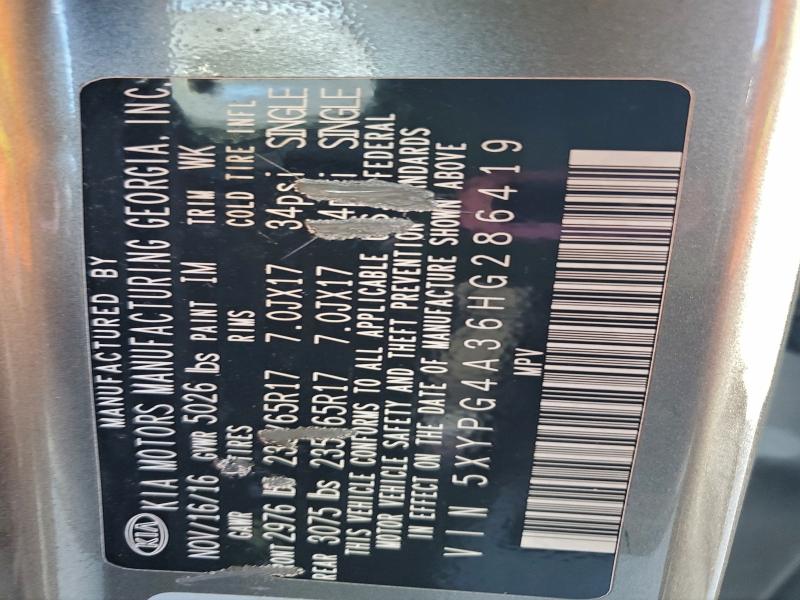 MANUFACTURED BY
KIA KIA MOTORS MANUFACTURING GEORGIA, INC.
NOV/16/16 GVWR 5026 lbs PAINT IM TRIM WK
GAWR TIRES RIMS COLD TIRE INFL
2976 7.0JX17 34psi SINGLE
REAR 3075 lbs 7.0JX17 SINGLE
THIS VEHICLE CONFORMS TO ALL APPLICABLE FEDERAL
MOTOR VEHICLE SAFETY AND THEFT PREVENTION STANDARDS
IN EFFECT ON THE DATE OF MANUFACTURE SHOWN ABOVE
VIN 5XYPG4A36HG286419
MPV